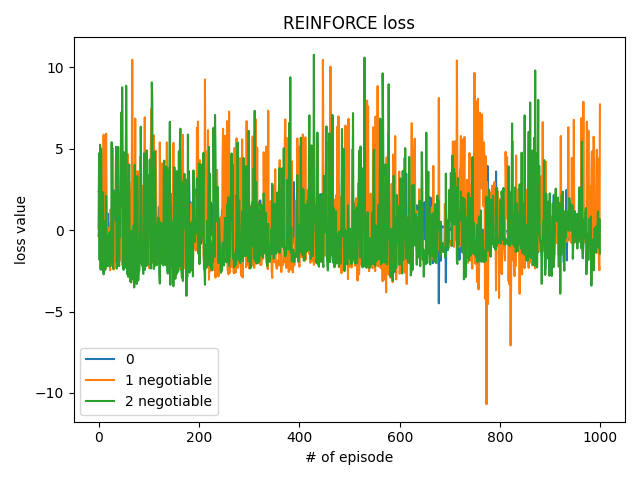 REINFORCE loss
10
5
0
−5
−10
loss value
0
1 negotiable
2 negotiable
0 200 400 600 800 1000
# of episode